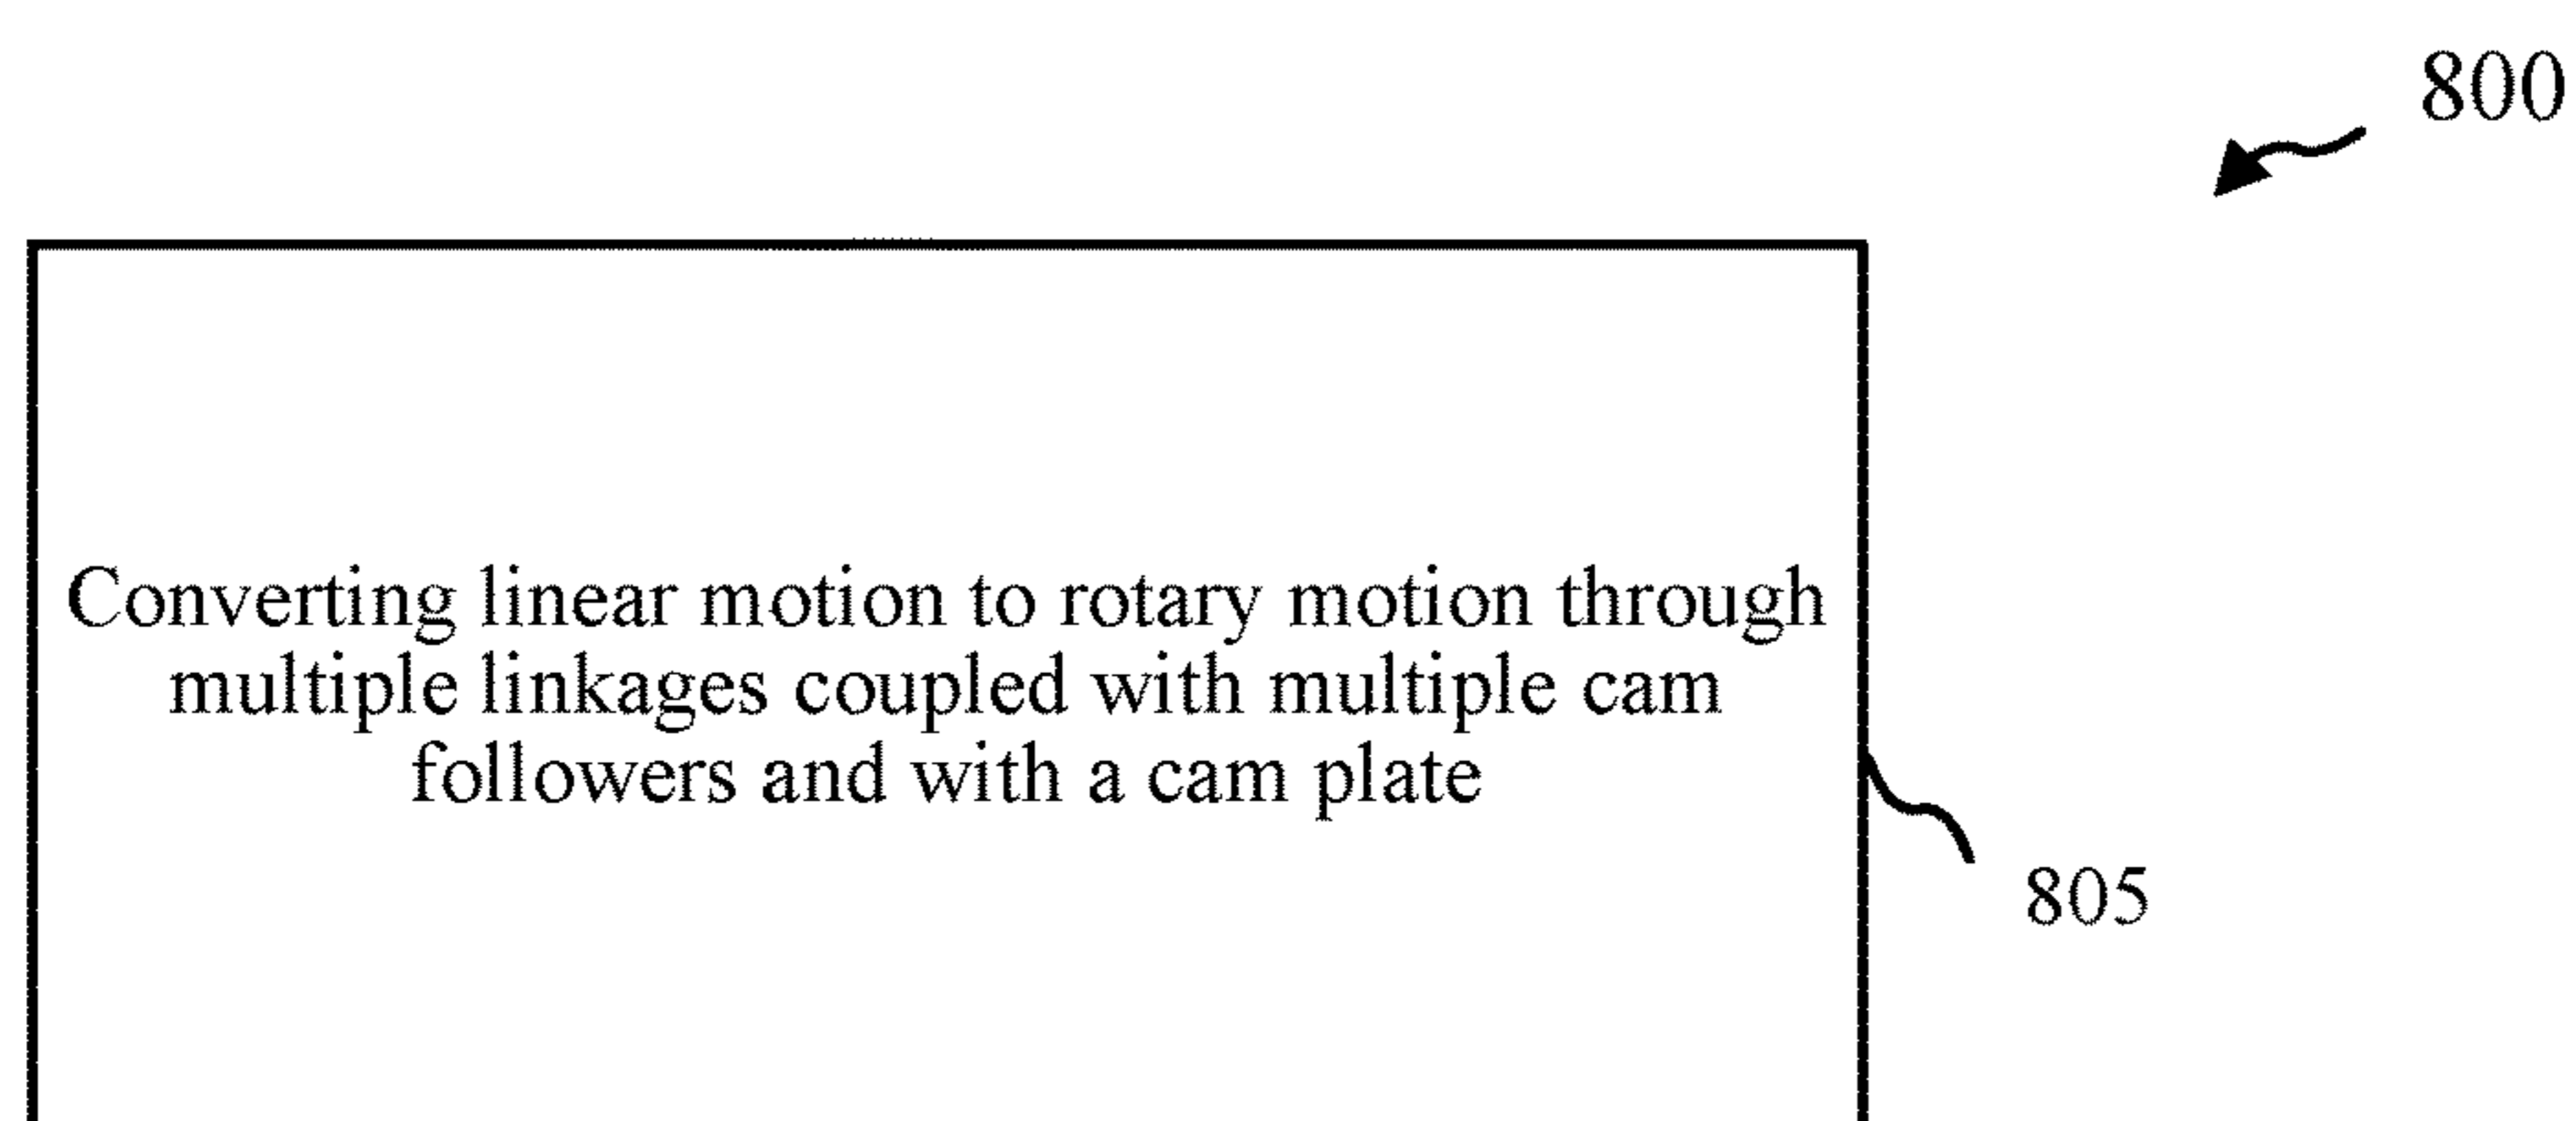 800
Converting linear motion to rotary motion through
multiple linkages coupled with multiple cam
followers and with a cam plate
805